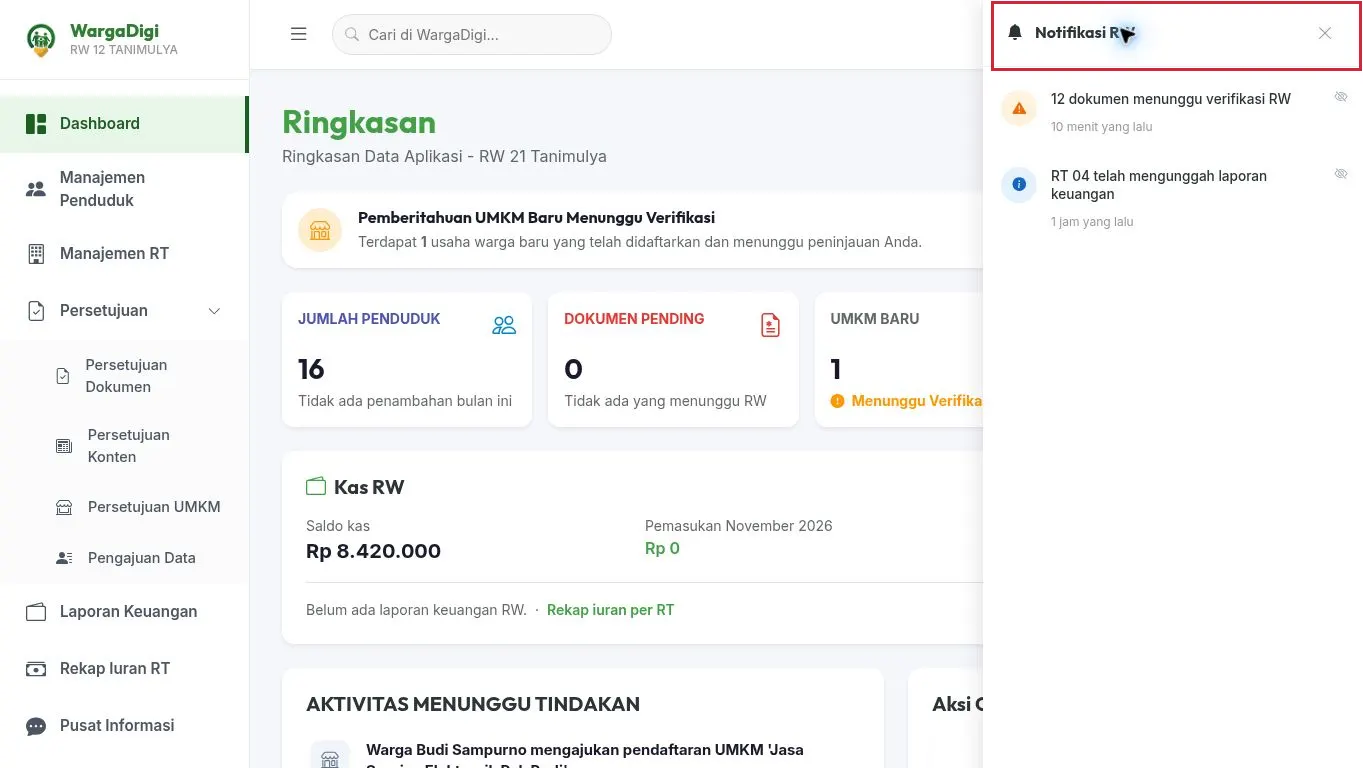 WargaDigi
RW 12 TANIMULYA
Dashboard
Manajemen
Penduduk
Manajemen RT
Persetujuan
Persetujuan
Dokumen
Persetujuan
Konten
Persetujuan UMKM
Pengajuan Data
Laporan Keuangan
Rekap Iuran RT
Pusat Informasi
Cari di WargaDigi...
Ringkasan
Ringkasan Data Aplikasi - RW 21 Tanimulya
Pemberitahuan UMKM Baru Menunggu Verifikasi
Terdapat 1 usaha warga baru yang telah didaftarkan dan menunggu peninjauan Anda.
JUMLAH PENDUDUK
16
Tidak ada penambahan bulan ini
DOKUMEN PENDING
0
Tidak ada yang menunggu RW
UMKM BARU
1
Menunggu Verifika
Kas RW
Saldo kas
Rp 8.420.000
Pemasukan November 2026
Rp 0
Belum ada laporan keuangan RW. · Rekap iuran per RT
AKTIVITAS MENUNGGU TINDAKAN
Warga Budi Sampurno mengajukan pendaftaran UMKM 'Jasa
Aksi
Notifikasi RW
12 dokumen menunggu verifikasi RW
10 menit yang lalu
RT 04 telah mengunggah laporan
keuangan
1 jam yang lalu